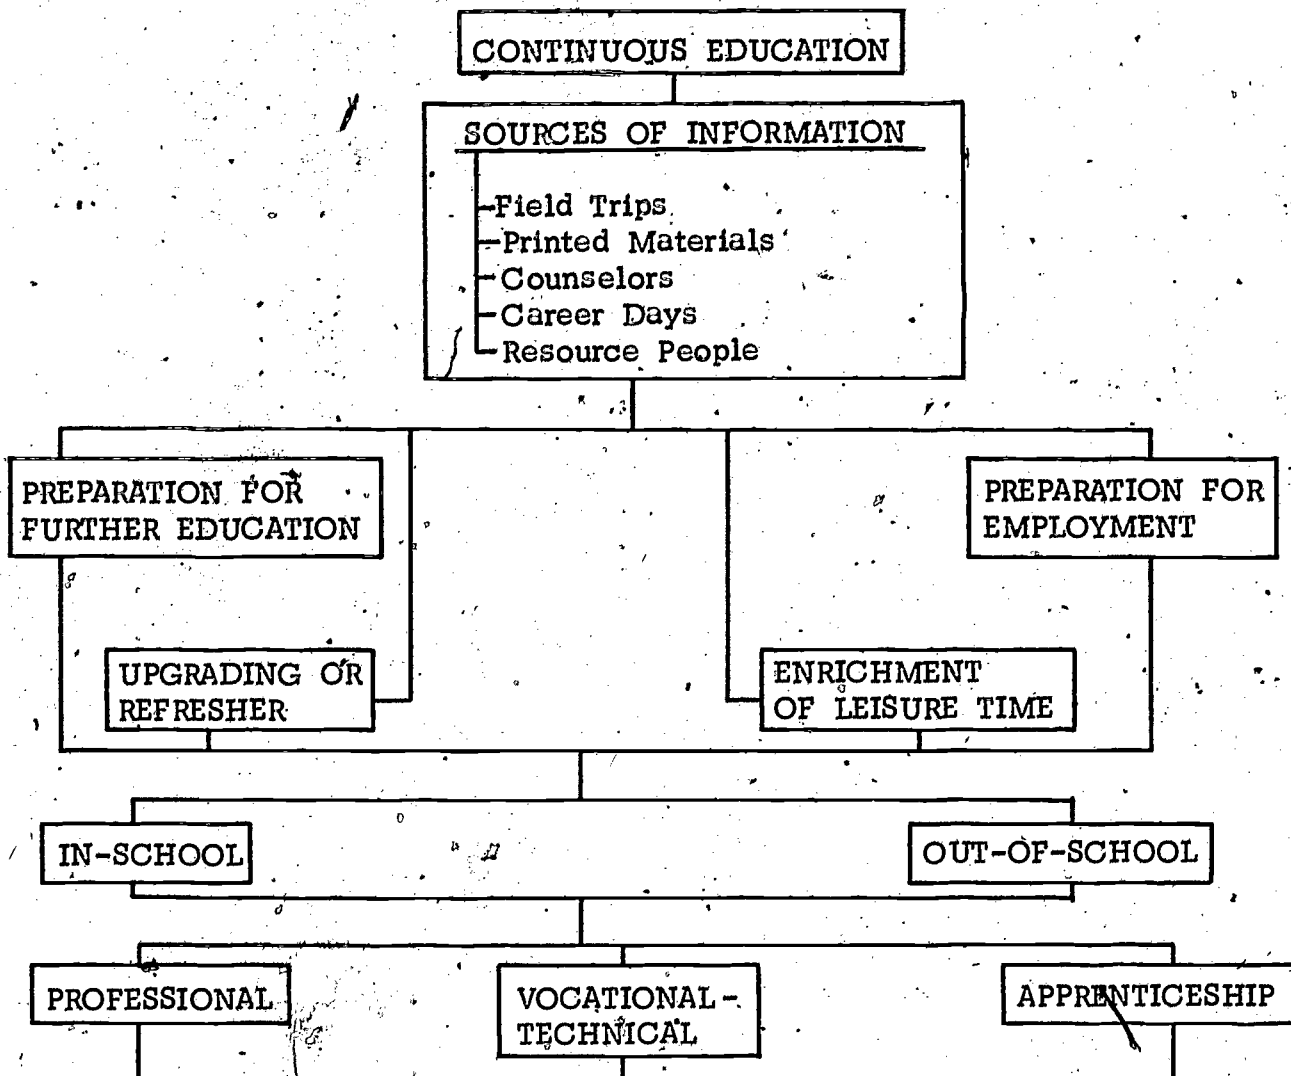 CONTINUOUS EDUCATION
SOURCES OF INFORMATION
Field Trips
Printed Materials
Counselors
Career Days
Resource People
PREPARATION FOR
FURTHER EDUCATION
PREPARATION FOR
EMPLOYMENT
UPGRADING OR
REFRESHER
ENRICHMENT
OF LEISURE TIME
IN-SCHOOL
OUT-OF-SCHOOL
PROFESSIONAL
VOCATIONAL-
TECHNICAL
APPRENTICESHIP